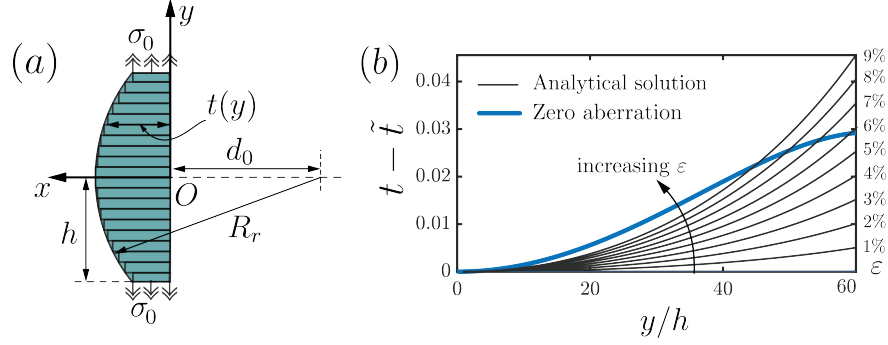 (a)
σ₀
y
t(y)
d₀
x
O
R_r
h
σ₀
(b)
Analytical solution
Zero aberration
increasing ε
t − t̃
0.04
0.03
0.02
0.01
0
0
20
40
60
y/h
9%
8%
7%
6%
5%
4%
3%
2%
1%
ε